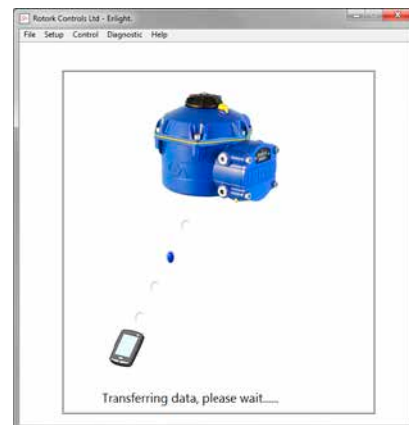 Rotork Controls Ltd - Enlight.
File Setup Control Diagnostic Help
Transferring data, please wait......